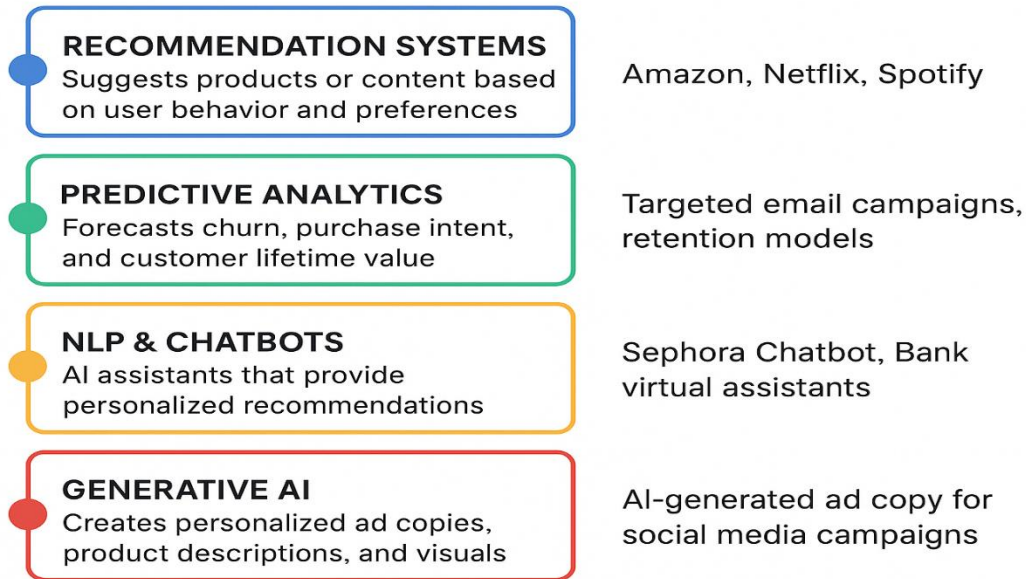 RECOMMENDATION SYSTEMS
Suggests products or content based
on user behavior and preferences
Amazon, Netflix, Spotify
PREDICTIVE ANALYTICS
Forecasts churn, purchase intent,
and customer lifetime value
Targeted email campaigns,
retention models
NLP & CHATBOTS
AI assistants that provide
personalized recommendations
Sephora Chatbot, Bank
virtual assistants
GENERATIVE AI
Creates personalized ad copies,
product descriptions, and visuals
AI-generated ad copy for
social media campaigns